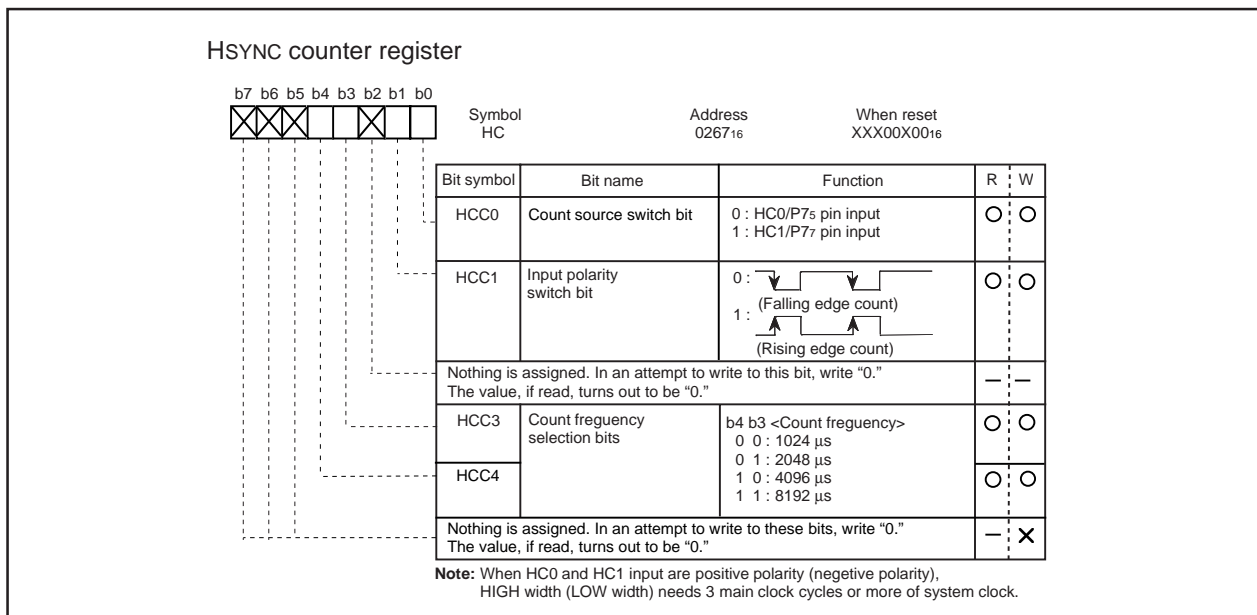 HSYNC counter register
b7 b6 b5 b4 b3 b2 b1 b0
Symbol Address When reset
HC 026716 XXX00X0016
Bit symbol Bit name Function R W
HCC0 Count source switch bit 0 : HC0/P75 pin input
1 : HC1/P77 pin input
HCC1 Input polarity
switch bit
0 :
(Falling edge count)
1 :
(Rising edge count)
Nothing is assigned. In an attempt to write to this bit, write “0.”
The value, if read, turns out to be “0.”
HCC3 Count freguency
selection bits
b4 b3 <Count freguency>
0 0 : 1024 µs
0 1 : 2048 µs
HCC4 1 0 : 4096 µs
1 1 : 8192 µs
Nothing is assigned. In an attempt to write to these bits, write “0.”
The value, if read, turns out to be “0.”
Note: When HC0 and HC1 input are positive polarity (negetive polarity),
HIGH width (LOW width) needs 3 main clock cycles or more of system clock.